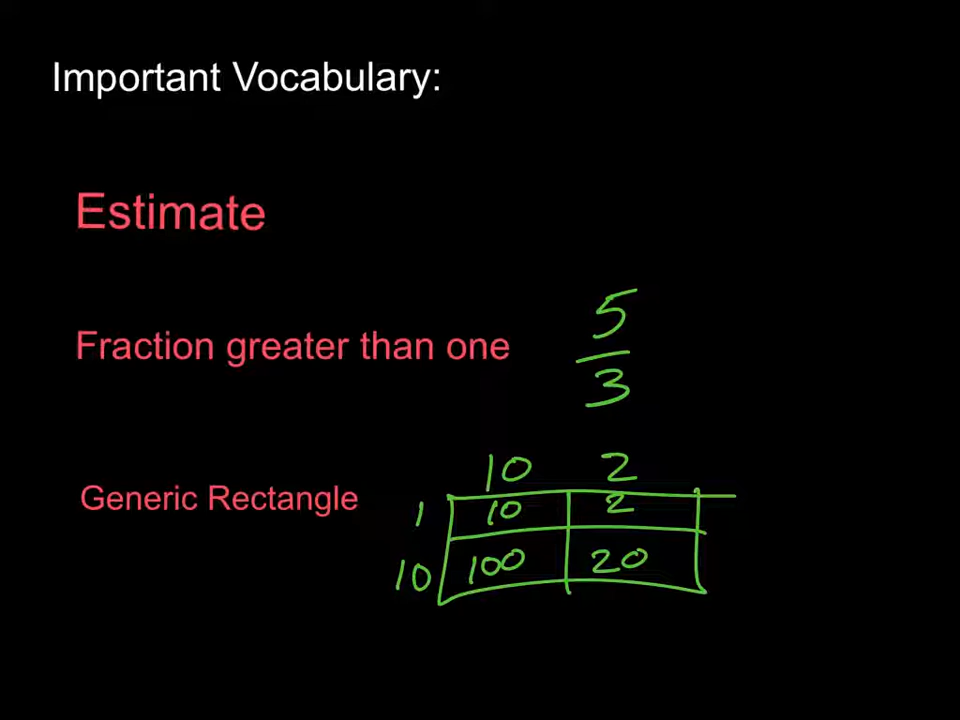 Important Vocabulary:
Estimate
Fraction greater than one
5
3
Generic Rectangle
10 2
1 10 2
10 100 20